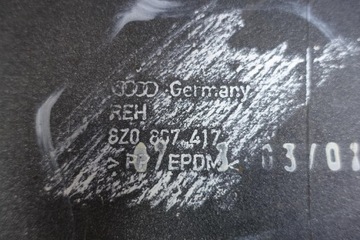 Germany
REH
8Z0 807 417
>PP/EPDM<
03/01